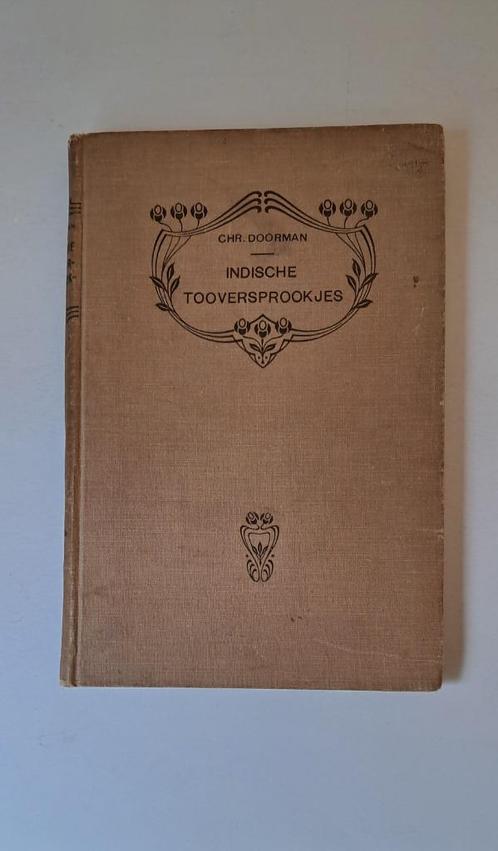 CHR. DOORMAN
INDISCHE
TOOVERSPROOKJES